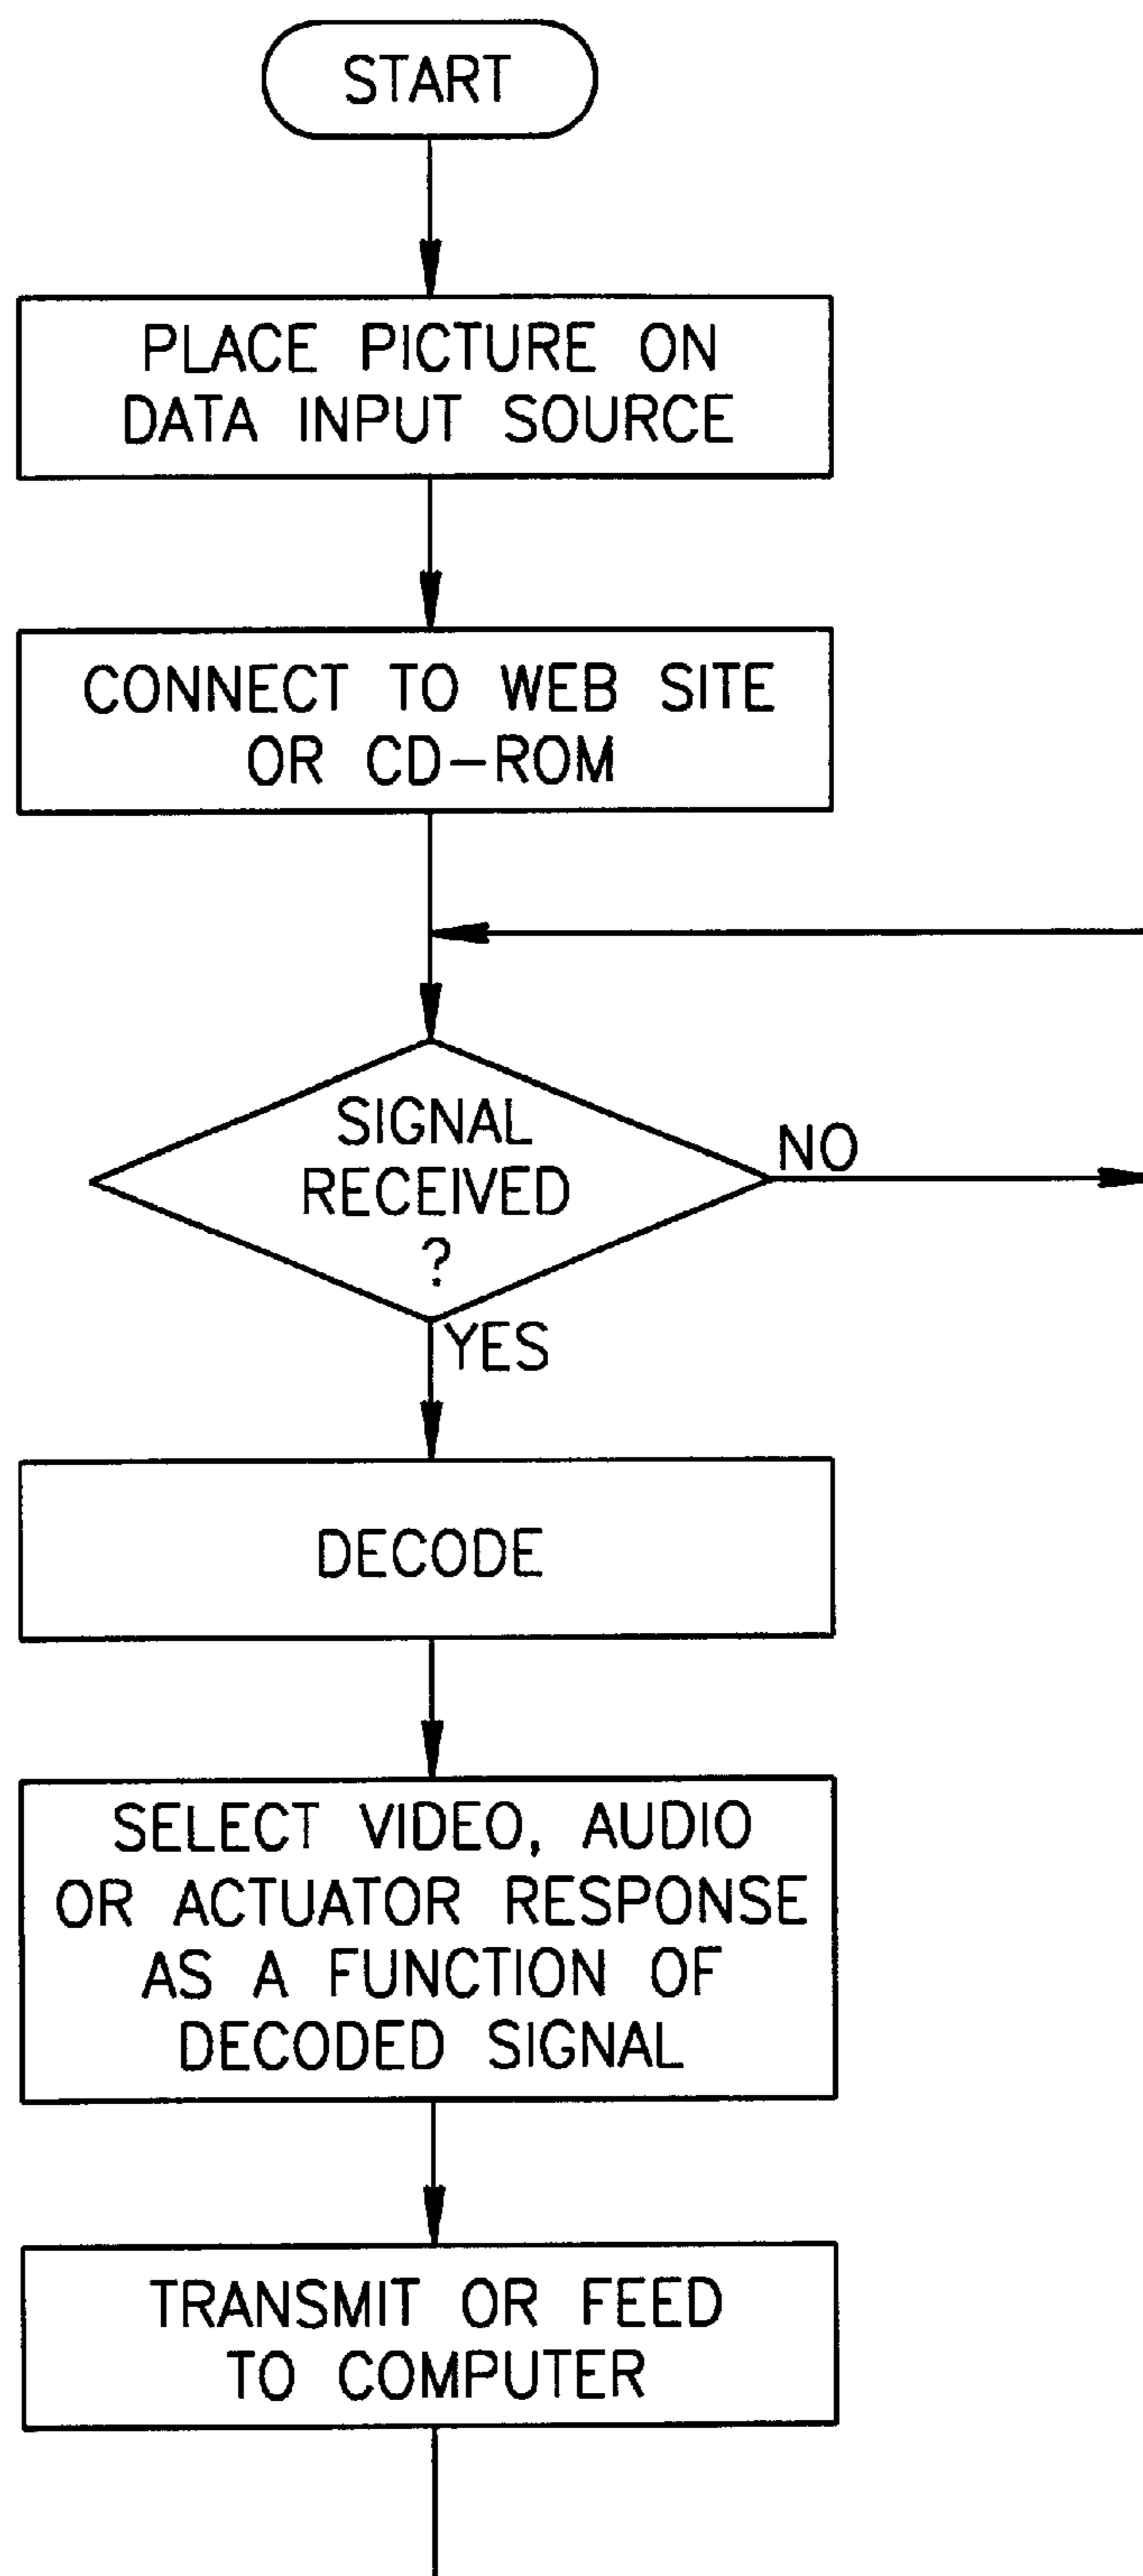 START
PLACE PICTURE ON
DATA INPUT SOURCE
CONNECT TO WEB SITE
OR CD-ROM
SIGNAL
RECEIVED
?
NO
YES
DECODE
SELECT VIDEO, AUDIO
OR ACTUATOR RESPONSE
AS A FUNCTION OF
DECODED SIGNAL
TRANSMIT OR FEED
TO COMPUTER